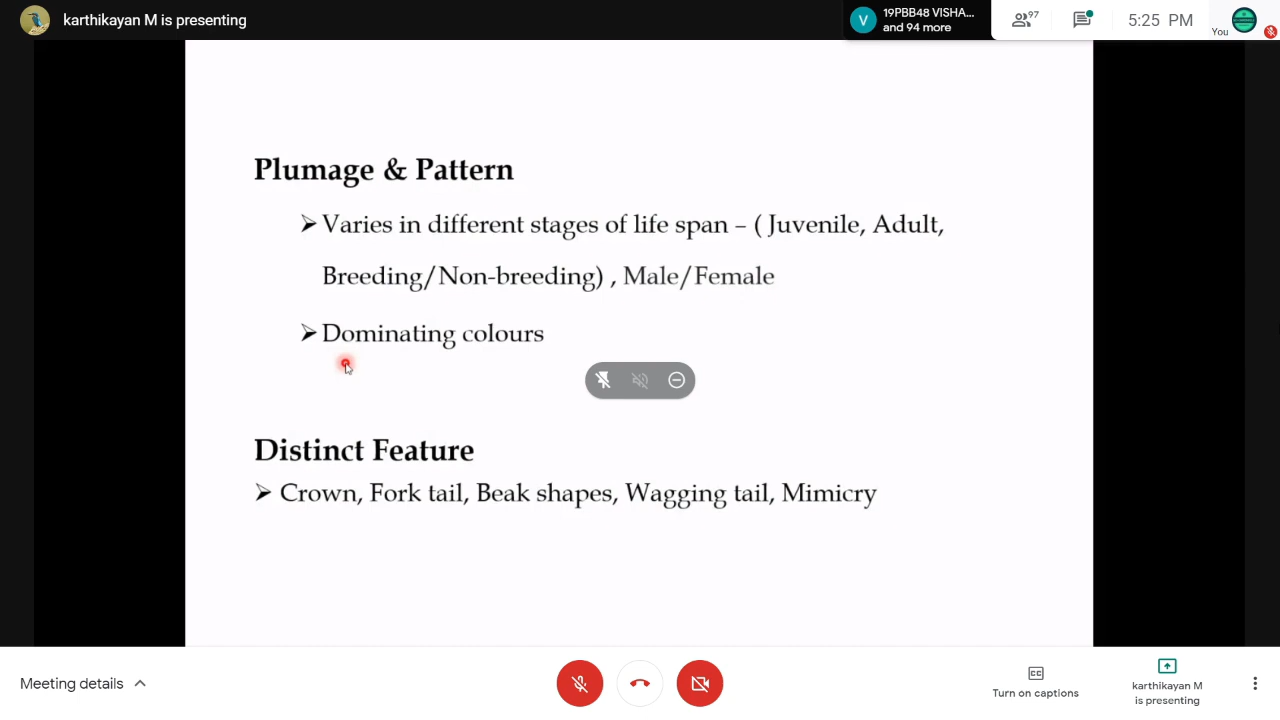 karthikayan M is presenting
19PBB48 VISHA...
and 94 more
97
5:25 PM
You
V
Plumage & Pattern
➢ Varies in different stages of life span – ( Juvenile, Adult,
Breeding/Non-breeding) , Male/Female
➢ Dominating colours
Distinct Feature
➢ Crown, Fork tail, Beak shapes, Wagging tail, Mimicry
Meeting details
CC
Turn on captions
karthikayan M
is presenting